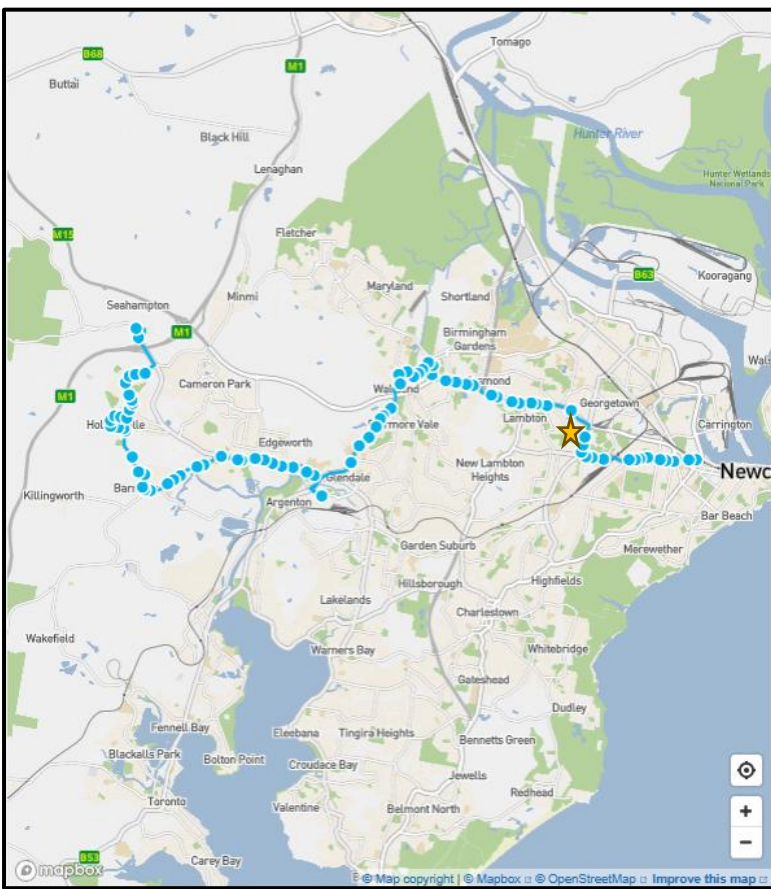 Tomago
B68
M1
Buttai
Black Hill
Hunter River
Lenaghan
Hunter Wetlands
National Park
M15
Fletcher
B63
Kooragang
Maryland
Minmi
Shortland
Seahampton
M1
Birmingham
Gardens
Cameron Park
M1
Georgetown
Lambton
Carrington
Edgeworth
New Lambton
Heights
Glendale
Killingworth
Argenton
Newc
Bar Beach
Garden Suburb
Merewether
Hillsborough
Highfields
Lakelands
Charlestown
Wakefield
Warners Bay
Whitebridge
Gateshead
Dudley
Fennell Bay
Eleebana
Tingira Heights
Bennetts Green
Blackalls Park
Bolton Point
Croudace Bay
Jewells
Redhead
Toronto
Valentine
Belmont North
+
−
B53
Carey Bay
mapbox
© Map copyright | © Mapbox © OpenStreetMap Improve this map